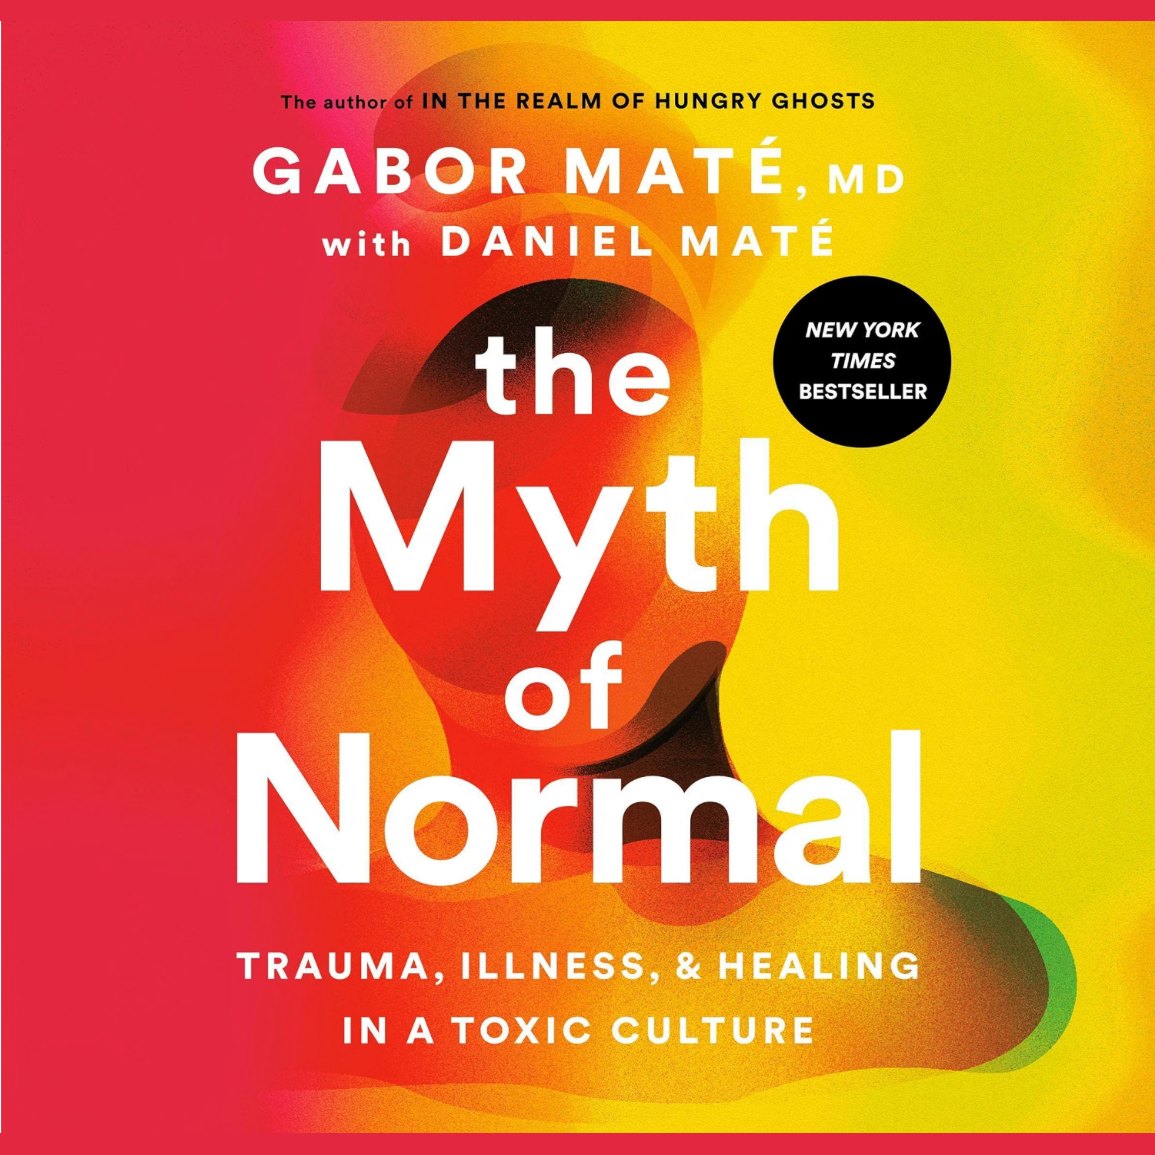 The author of IN THE REALM OF HUNGRY GHOSTS
GABOR MATÉ, MD
with DANIEL MATÉ
NEW YORK
TIMES
BESTSELLER
the
Myth
of
Normal
TRAUMA, ILLNESS, & HEALING
IN A TOXIC CULTURE